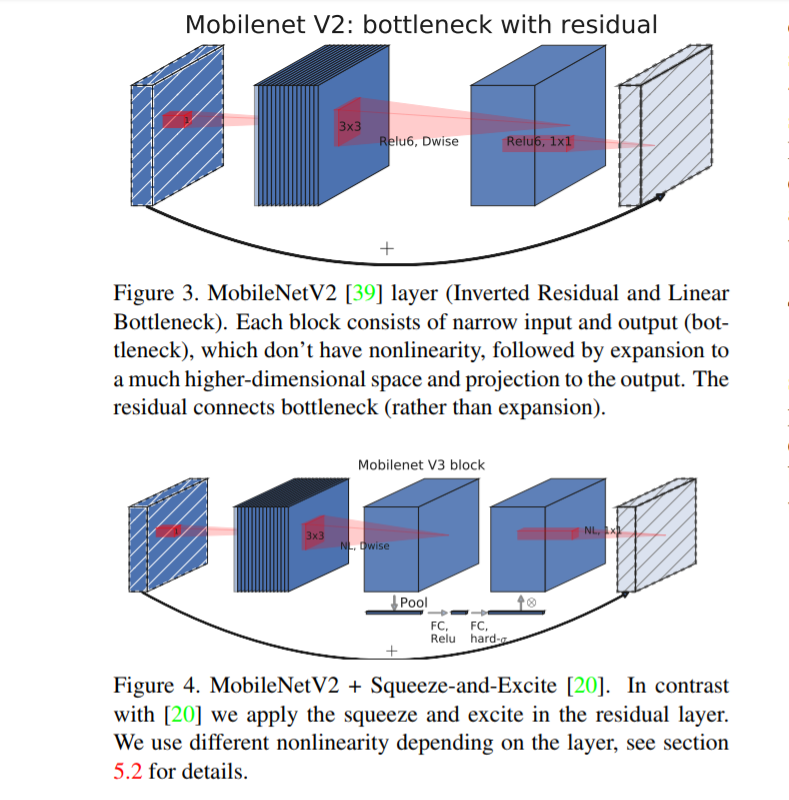 Mobilenet V2: bottleneck with residual
1
3x3
Relu6, Dwise
Relu6, 1x1
+
Figure 3. MobileNetV2 [39] layer (Inverted Residual and Linear
Bottleneck). Each block consists of narrow input and output (bot-
tleneck), which don't have nonlinearity, followed by expansion to
a much higher-dimensional space and projection to the output. The
residual connects bottleneck (rather than expansion).
Mobilenet V3 block
1
3x3
NL, Dwise
NL, 1x1
Pool
⊗
FC,
Relu
FC,
hard-σ
+
Figure 4. MobileNetV2 + Squeeze-and-Excite [20]. In contrast
with [20] we apply the squeeze and excite in the residual layer.
We use different nonlinearity depending on the layer, see section
5.2 for details.